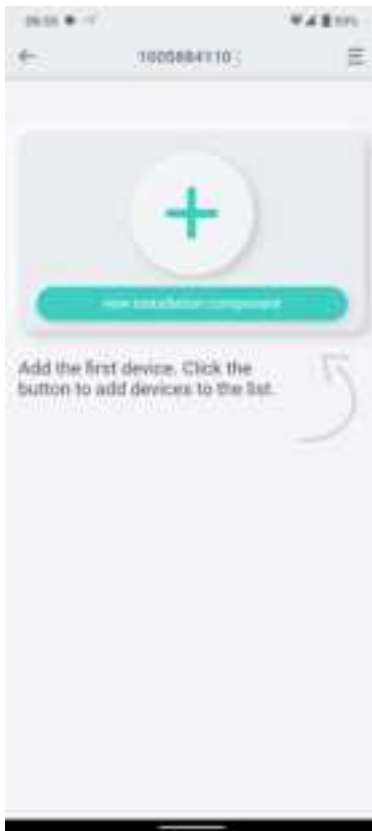 1005884110
new installation component
Add the first device. Click the
button to add devices to the list.